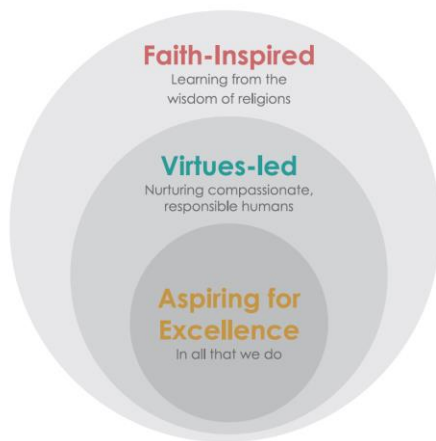 Faith-Inspired
Learning from the
wisdom of religions
Virtues-led
Nurturing compassionate,
responsible humans
Aspiring for
Excellence
In all that we do